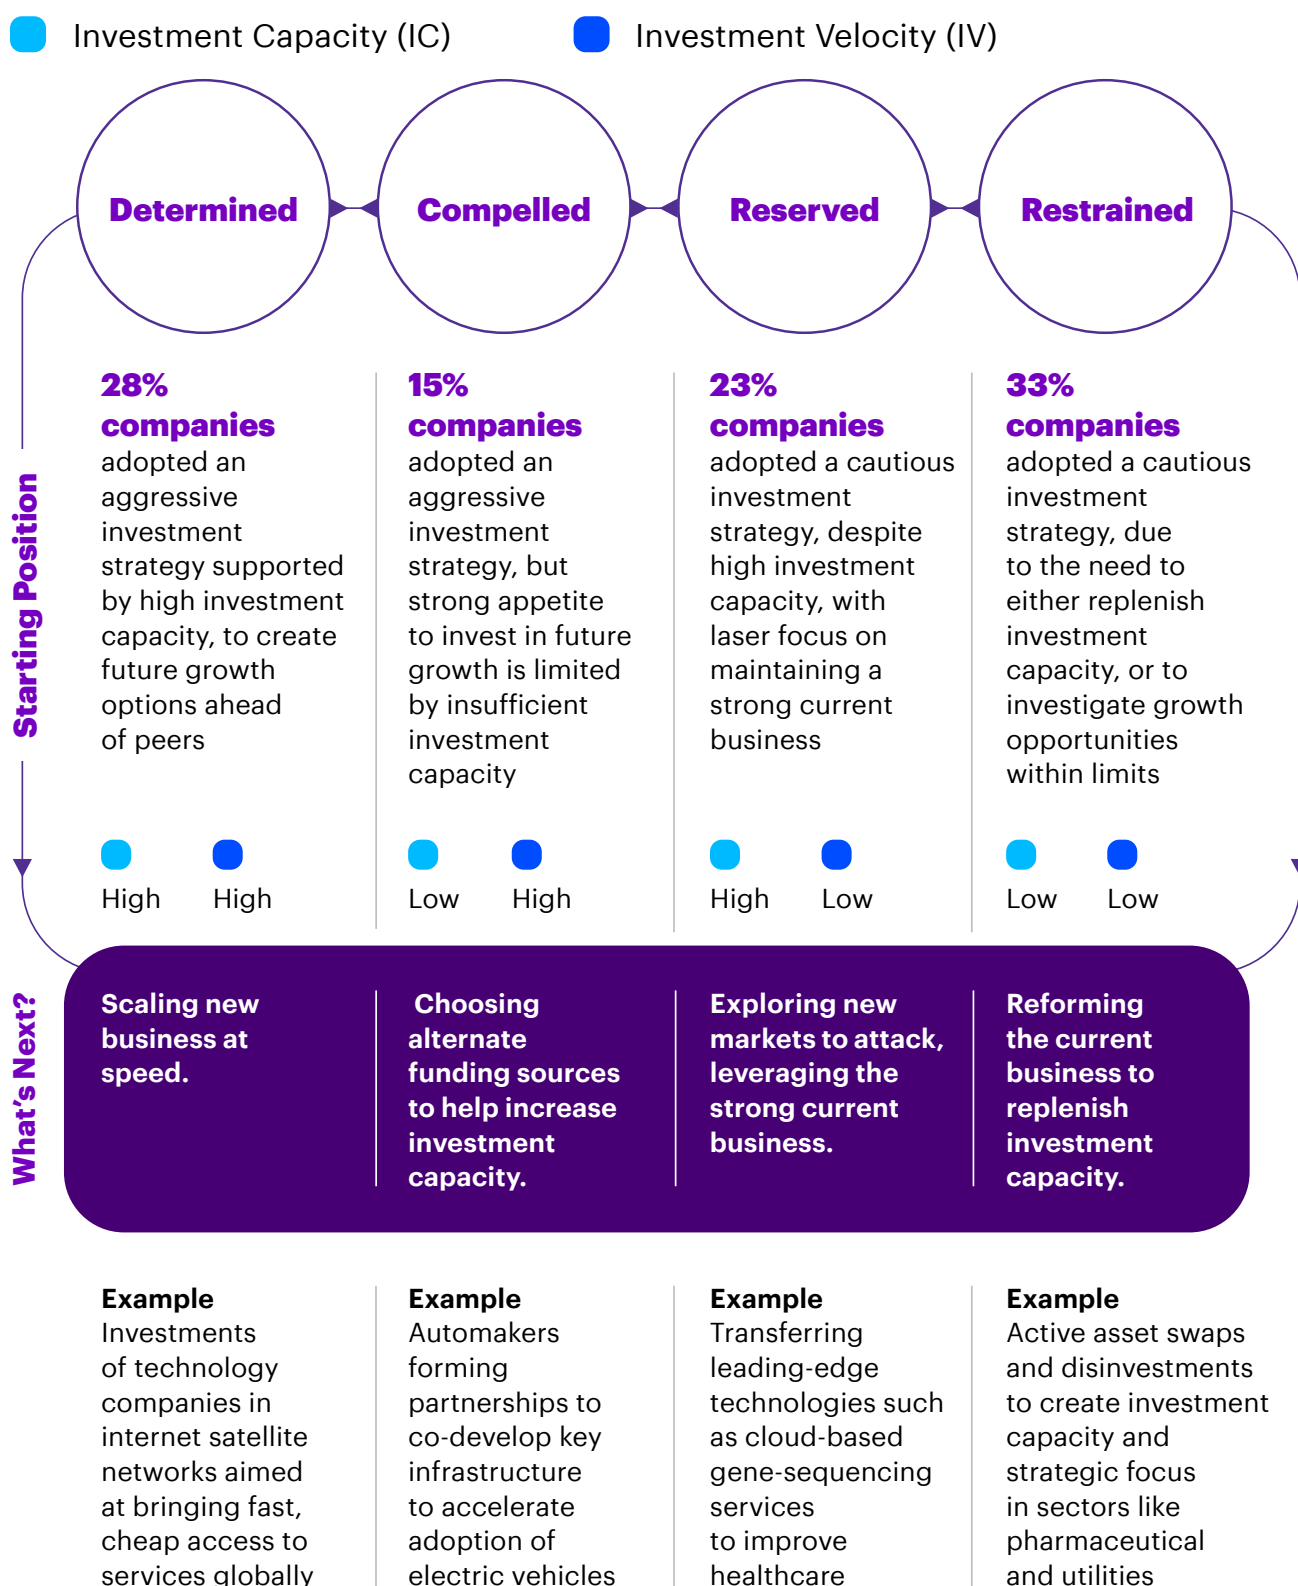 Investment Capacity (IC)
Investment Velocity (IV)
Determined
Compelled
Reserved
Restrained
Starting Position
28%
companies
adopted an
aggressive
investment
strategy supported
by high investment
capacity, to create
future growth
options ahead
of peers
High
High
15%
companies
adopted an
aggressive
investment
strategy, but
strong appetite
to invest in future
growth is limited
by insufficient
investment
capacity
Low
High
23%
companies
adopted a cautious
investment
strategy, despite
high investment
capacity, with
laser focus on
maintaining a
strong current
business
High
Low
33%
companies
adopted a cautious
investment
strategy, due
to the need to
either replenish
investment
capacity, or to
investigate growth
opportunities
within limits
Low
Low
What's Next?
Scaling new
business at
speed.
Choosing
alternate
funding sources
to help increase
investment
capacity.
Exploring new
markets to attack,
leveraging the
strong current
business.
Reforming
the current
business to
replenish
investment
capacity.
Example
Investments
of technology
companies in
internet satellite
networks aimed
at bringing fast,
cheap access to
services globally
Example
Automakers
forming
partnerships to
co-develop key
infrastructure
to accelerate
adoption of
electric vehicles
Example
Transferring
leading-edge
technologies such
as cloud-based
gene-sequencing
services
to improve
healthcare
Example
Active asset swaps
and disinvestments
to create investment
capacity and
strategic focus
in sectors like
pharmaceutical
and utilities